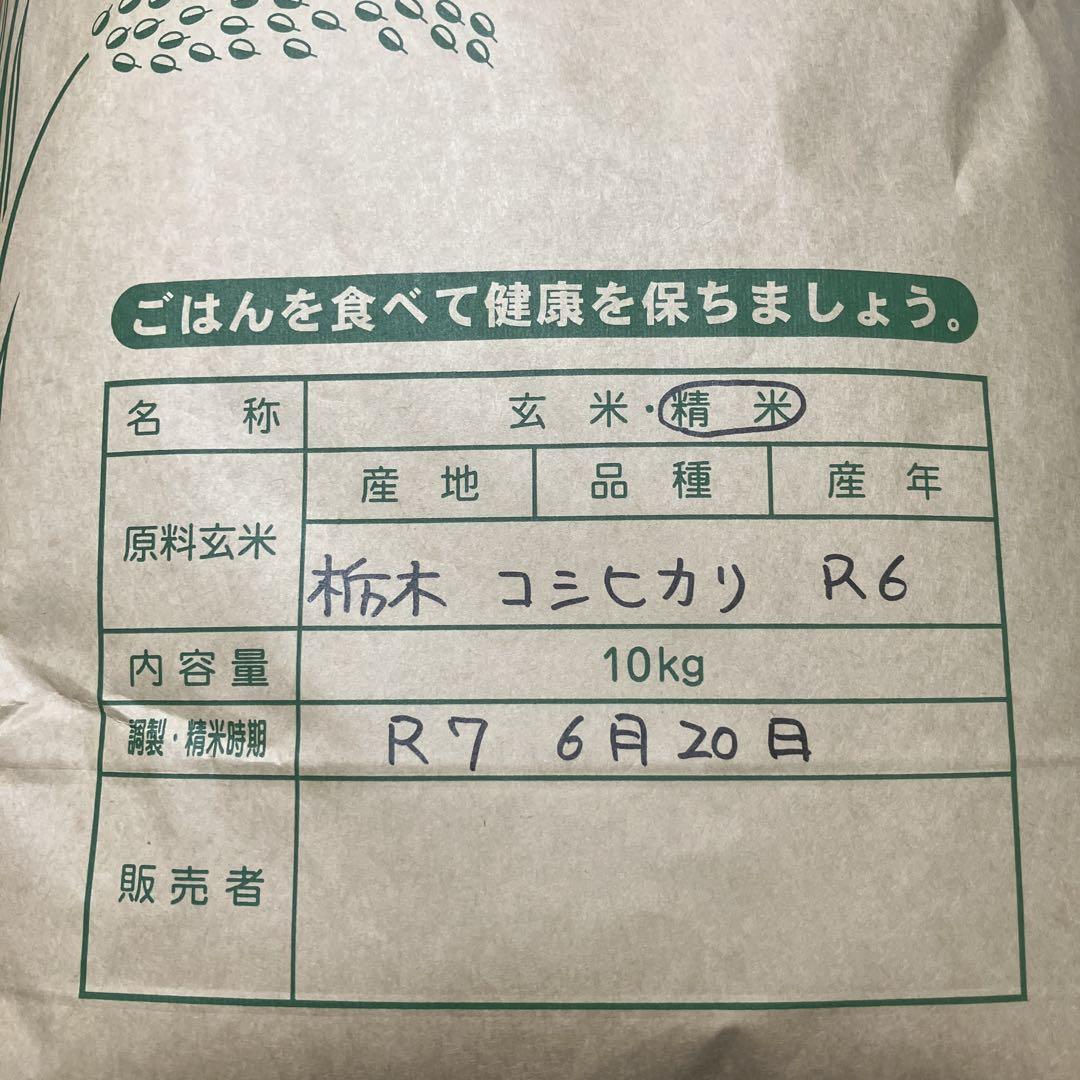 ごはんを食べて健康を保ちましょう。
名称 玄米・精米
原料玄米 産地 品種 産年
栃木 コシヒカリ R6
内容量 10kg
調製・精米時期 R7 6月20日
販売者